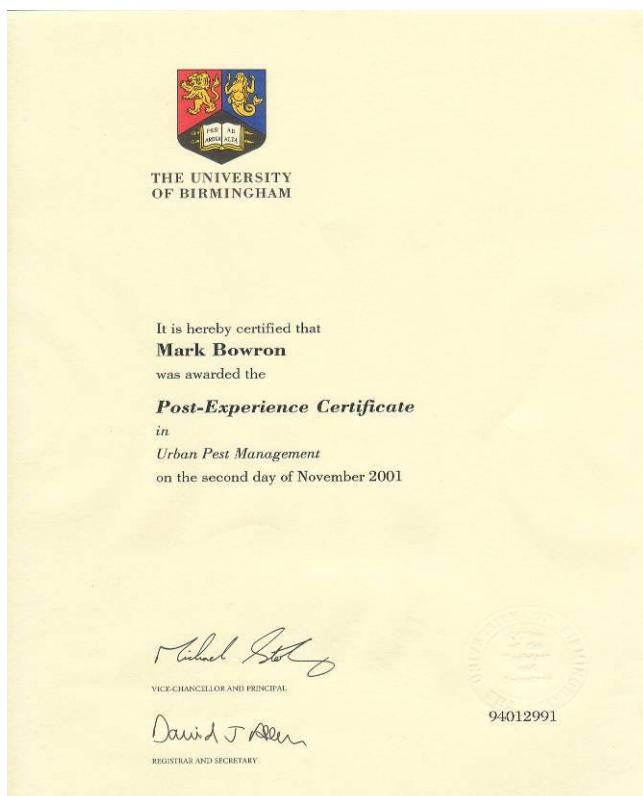 PER AD
ARDUA ALTA
THE UNIVERSITY
OF BIRMINGHAM
It is hereby certified that
Mark Bowron
was awarded the
Post-Experience Certificate
in
Urban Pest Management
on the second day of November 2001
VICE-CHANCELLOR AND PRINCIPAL
94012991
David J Allen
REGISTRAR AND SECRETARY